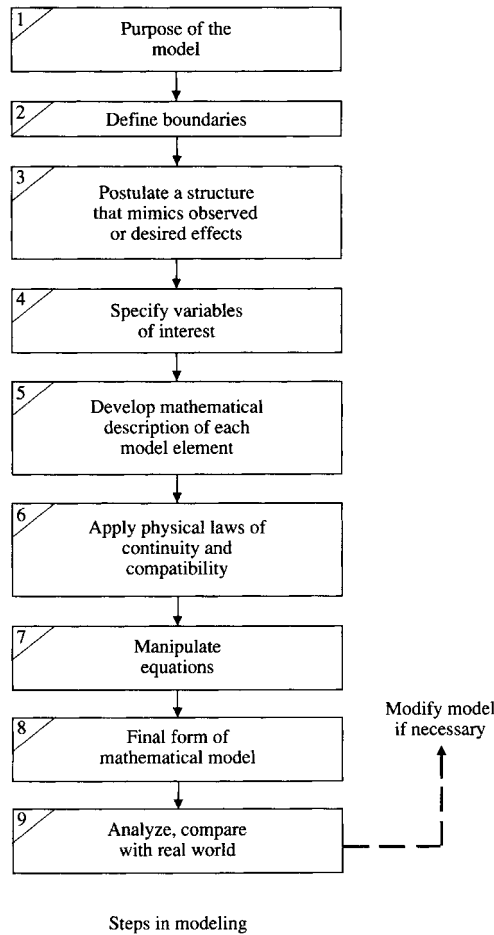 1
Purpose of the
model
2
Define boundaries
3
Postulate a structure
that mimics observed
or desired effects
4
Specify variables
of interest
5
Develop mathematical
description of each
model element
6
Apply physical laws of
continuity and
compatibility
7
Manipulate
equations
8
Final form of
mathematical model
9
Analyze, compare
with real world
Modify model
if necessary
Steps in modeling